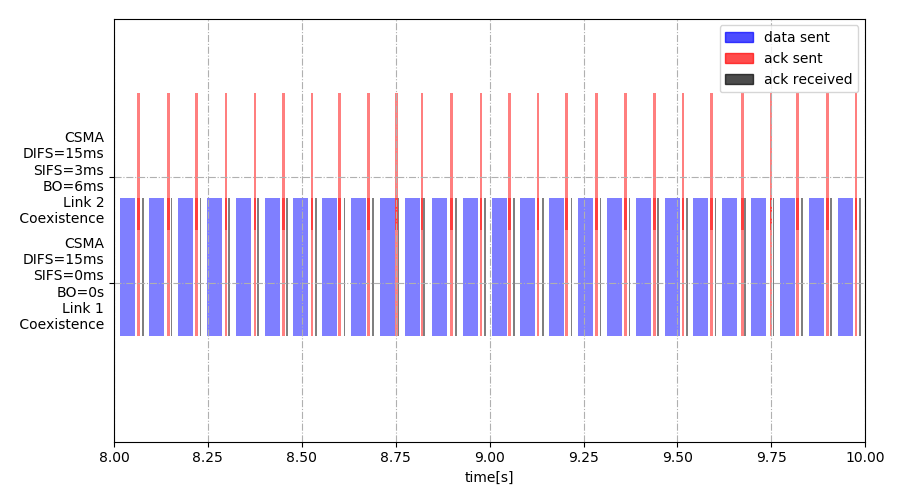 data sent
ack sent
ack received
CSMA
DIFS=15ms
SIFS=3ms
BO=6ms
Link 2
Coexistence
CSMA
DIFS=15ms
SIFS=0ms
BO=0s
Link 1
Coexistence
8.00 8.25 8.50 8.75 9.00 9.25 9.50 9.75 10.00
time[s]